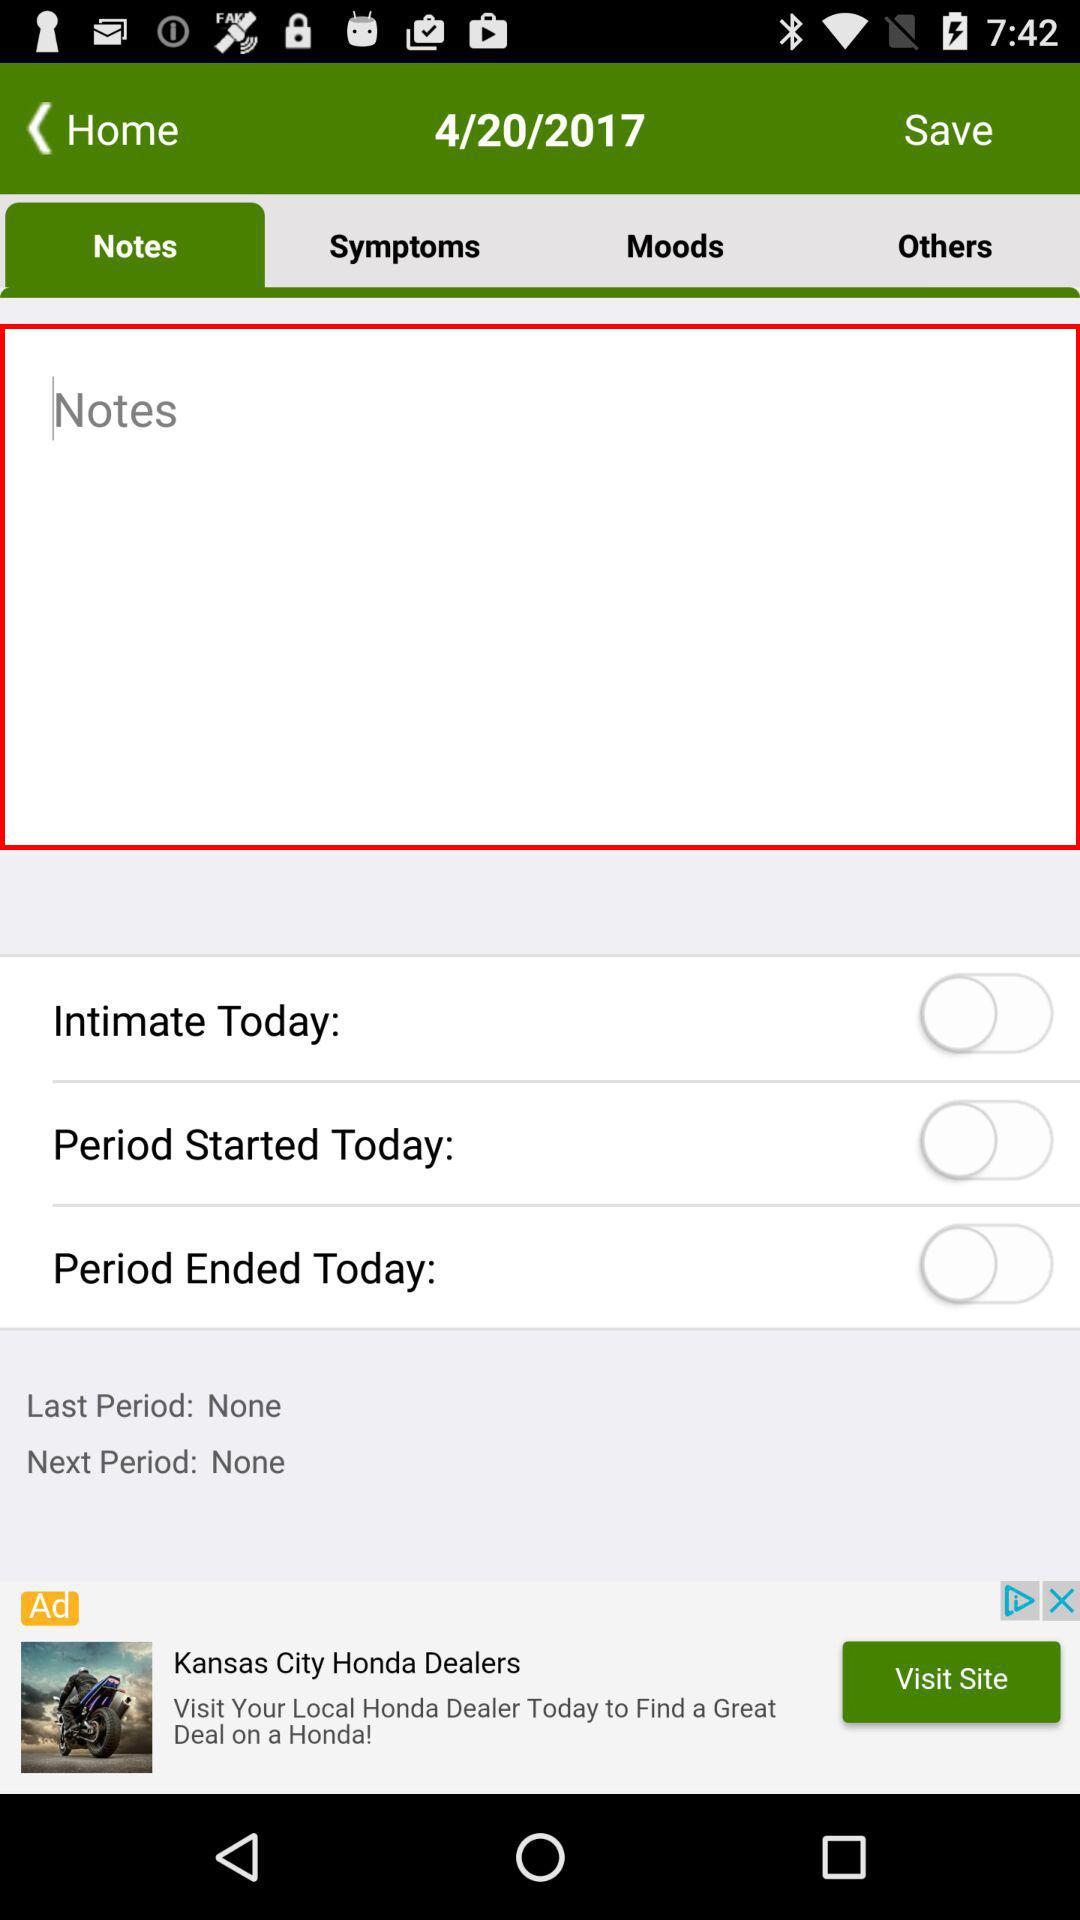 FAKE
7:42
Home
4/20/2017
Save
Notes
Symptoms
Moods
Others
Notes
Intimate Today:
Period Started Today:
Period Ended Today:
Last Period: None
Next Period: None
Ad
Kansas City Honda Dealers
Visit Your Local Honda Dealer Today to Find a Great
Deal on a Honda!
Visit Site